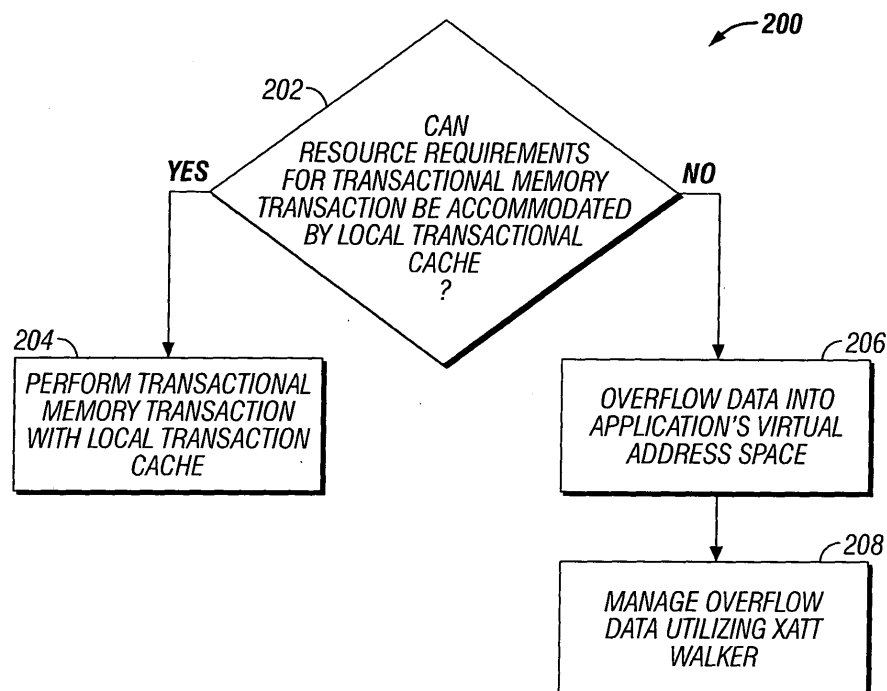 200
202
CAN
RESOURCE REQUIREMENTS
FOR TRANSACTIONAL MEMORY
TRANSACTION BE ACCOMMODATED
BY LOCAL TRANSACTIONAL
CACHE
?
YES
NO
204
PERFORM TRANSACTIONAL
MEMORY TRANSACTION
WITH LOCAL TRANSACTION
CACHE
206
OVERFLOW DATA INTO
APPLICATION'S VIRTUAL
ADDRESS SPACE
208
MANAGE OVERFLOW
DATA UTILIZING XATT
WALKER